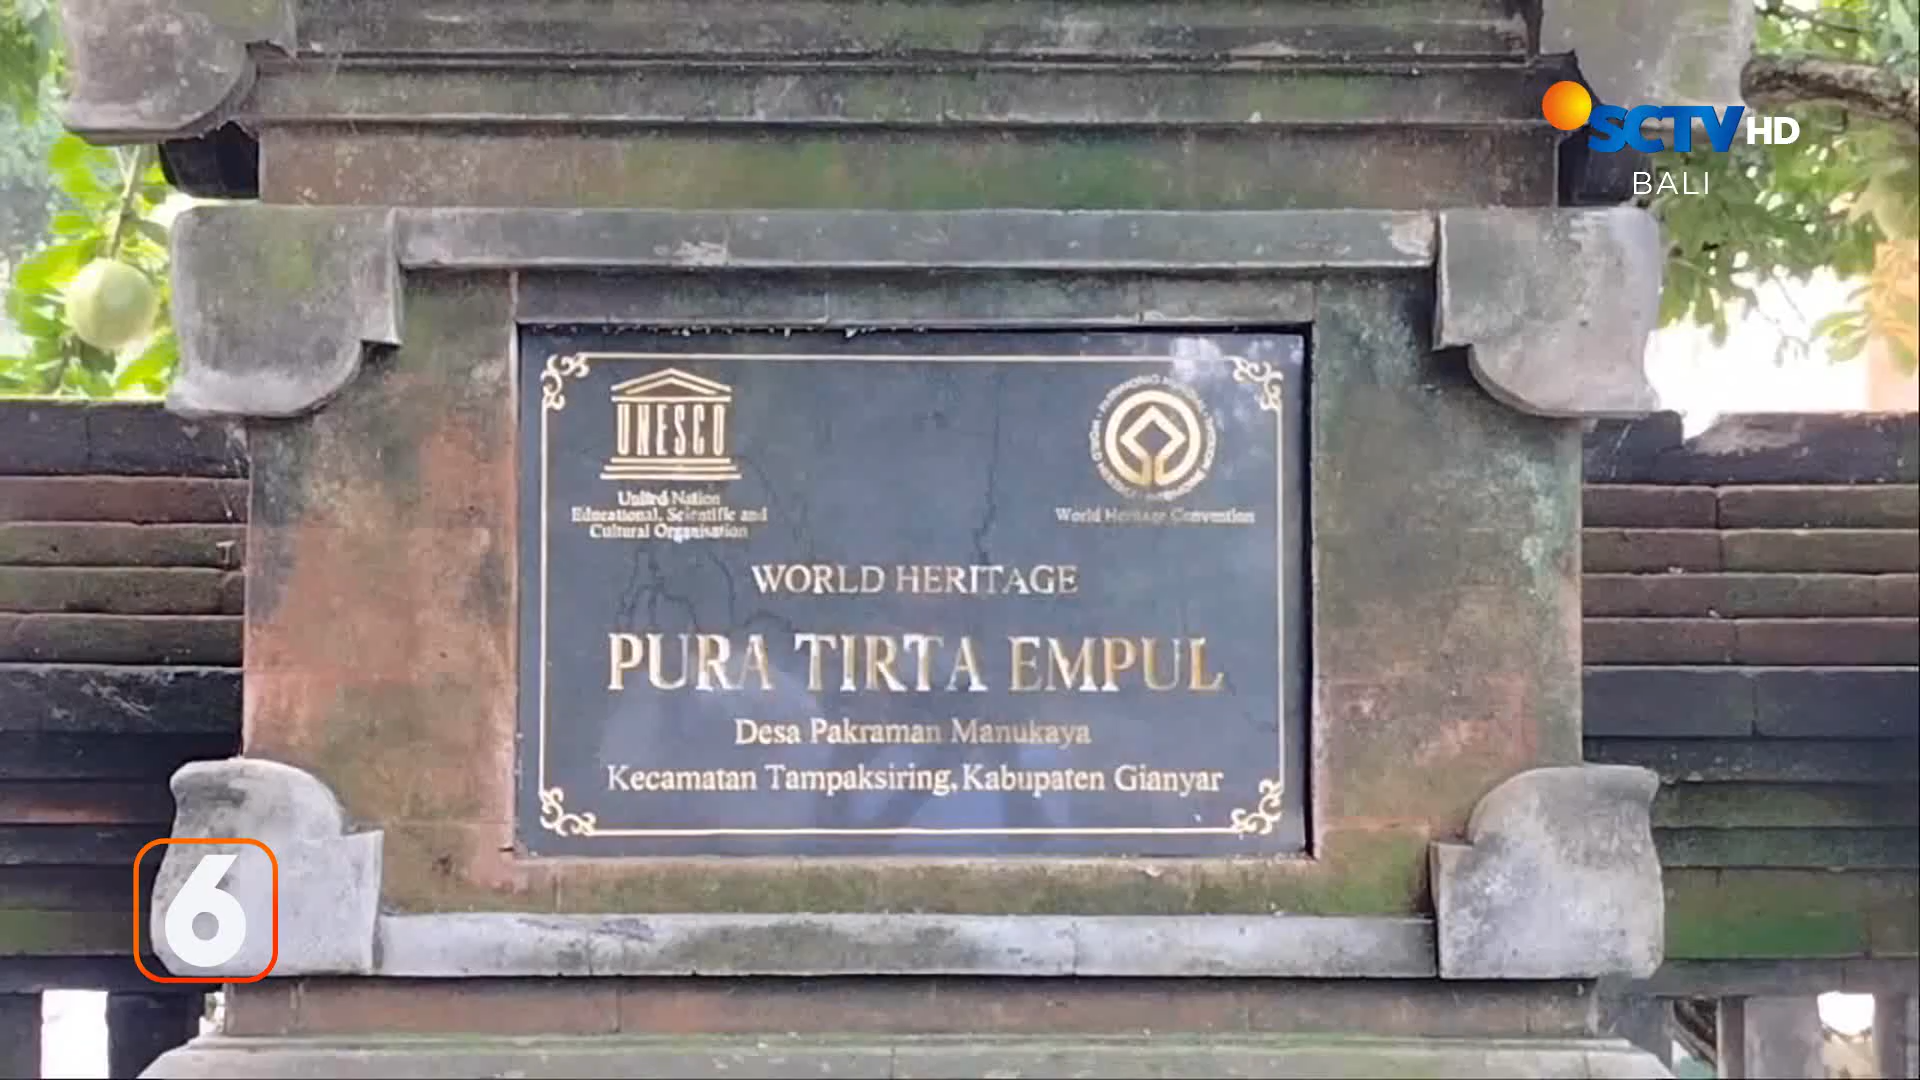 SCTV HD
BALI
UNESCO
United Nation
Educational, Scientific and
Cultural Organisation
World Heritage Convention
WORLD HERITAGE
PURA TIRTA EMPUL
Desa Pakraman Manukaya
Kecamatan Tampaksiring, Kabupaten Gianyar
6